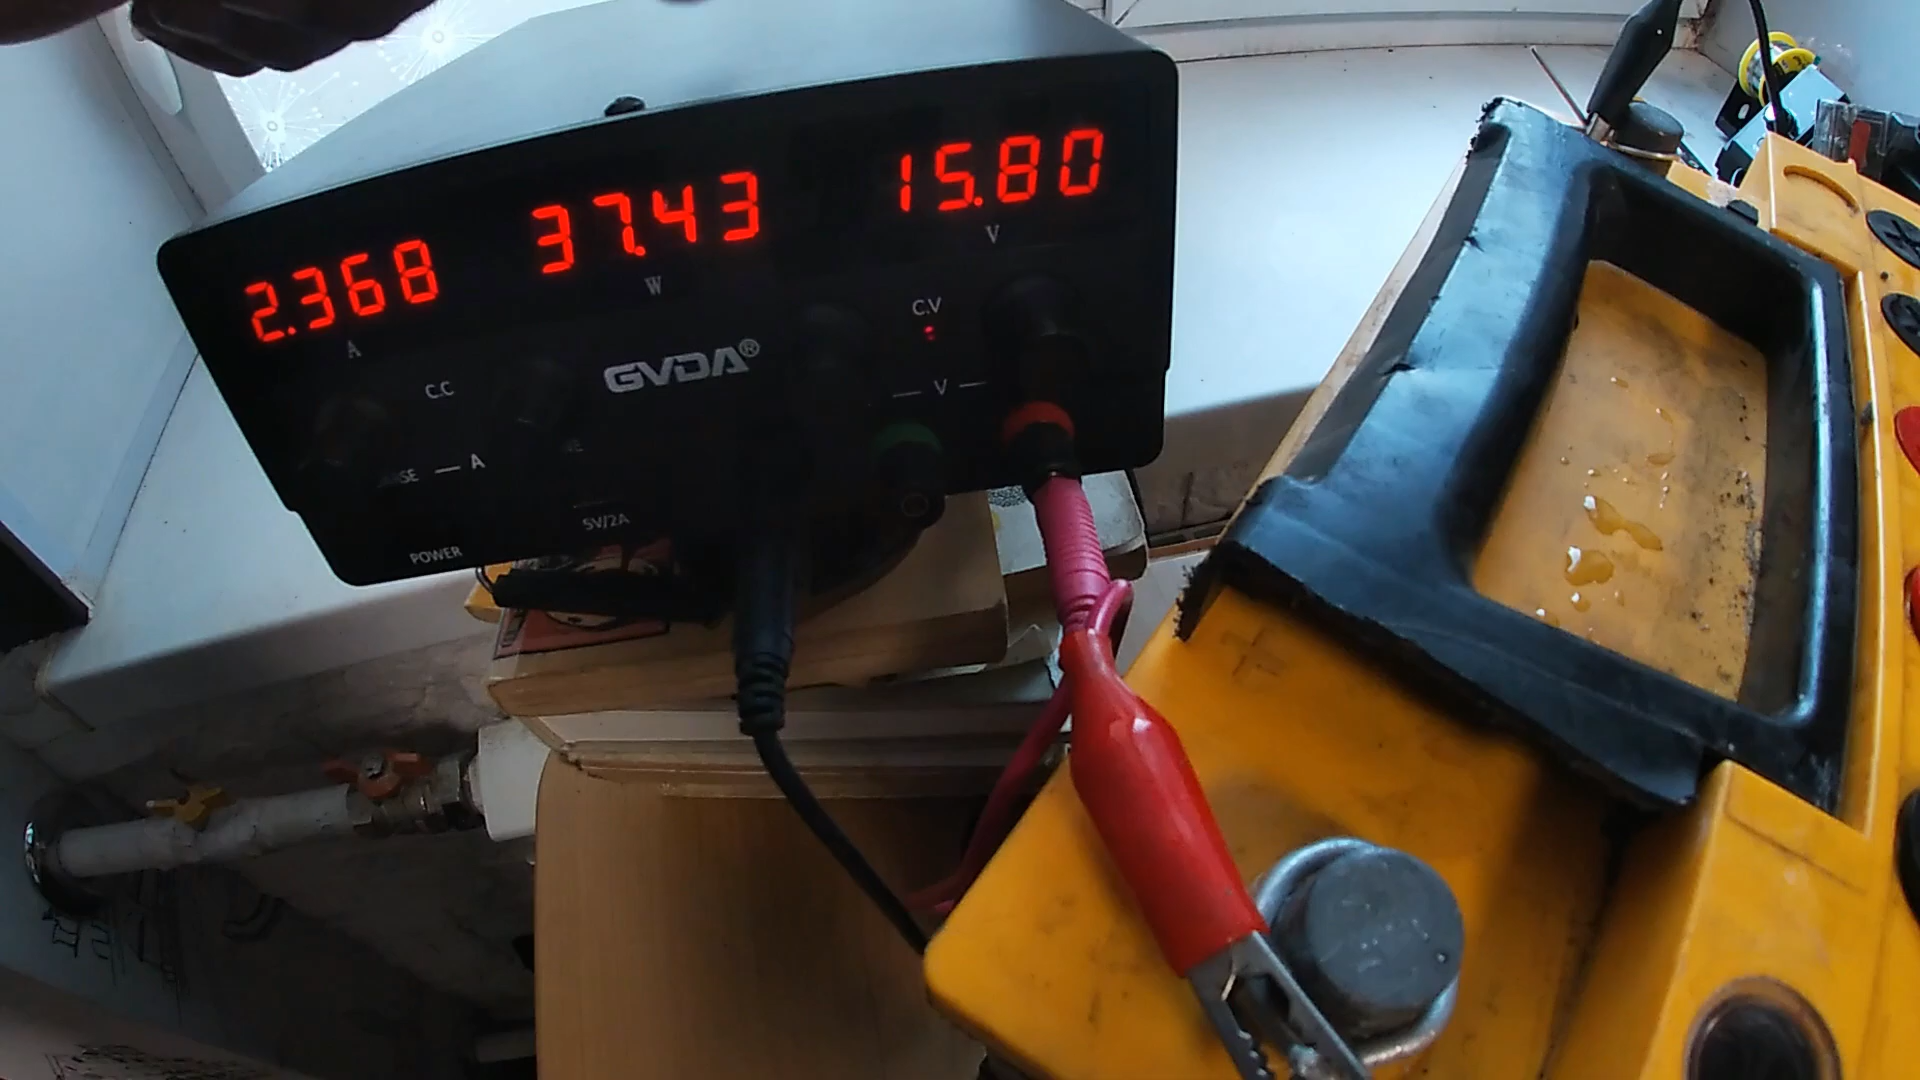 2.368 37.43 15.80
A W V
C.C C.V
GVDA®
— A — V —
5V/2A
POWER
+